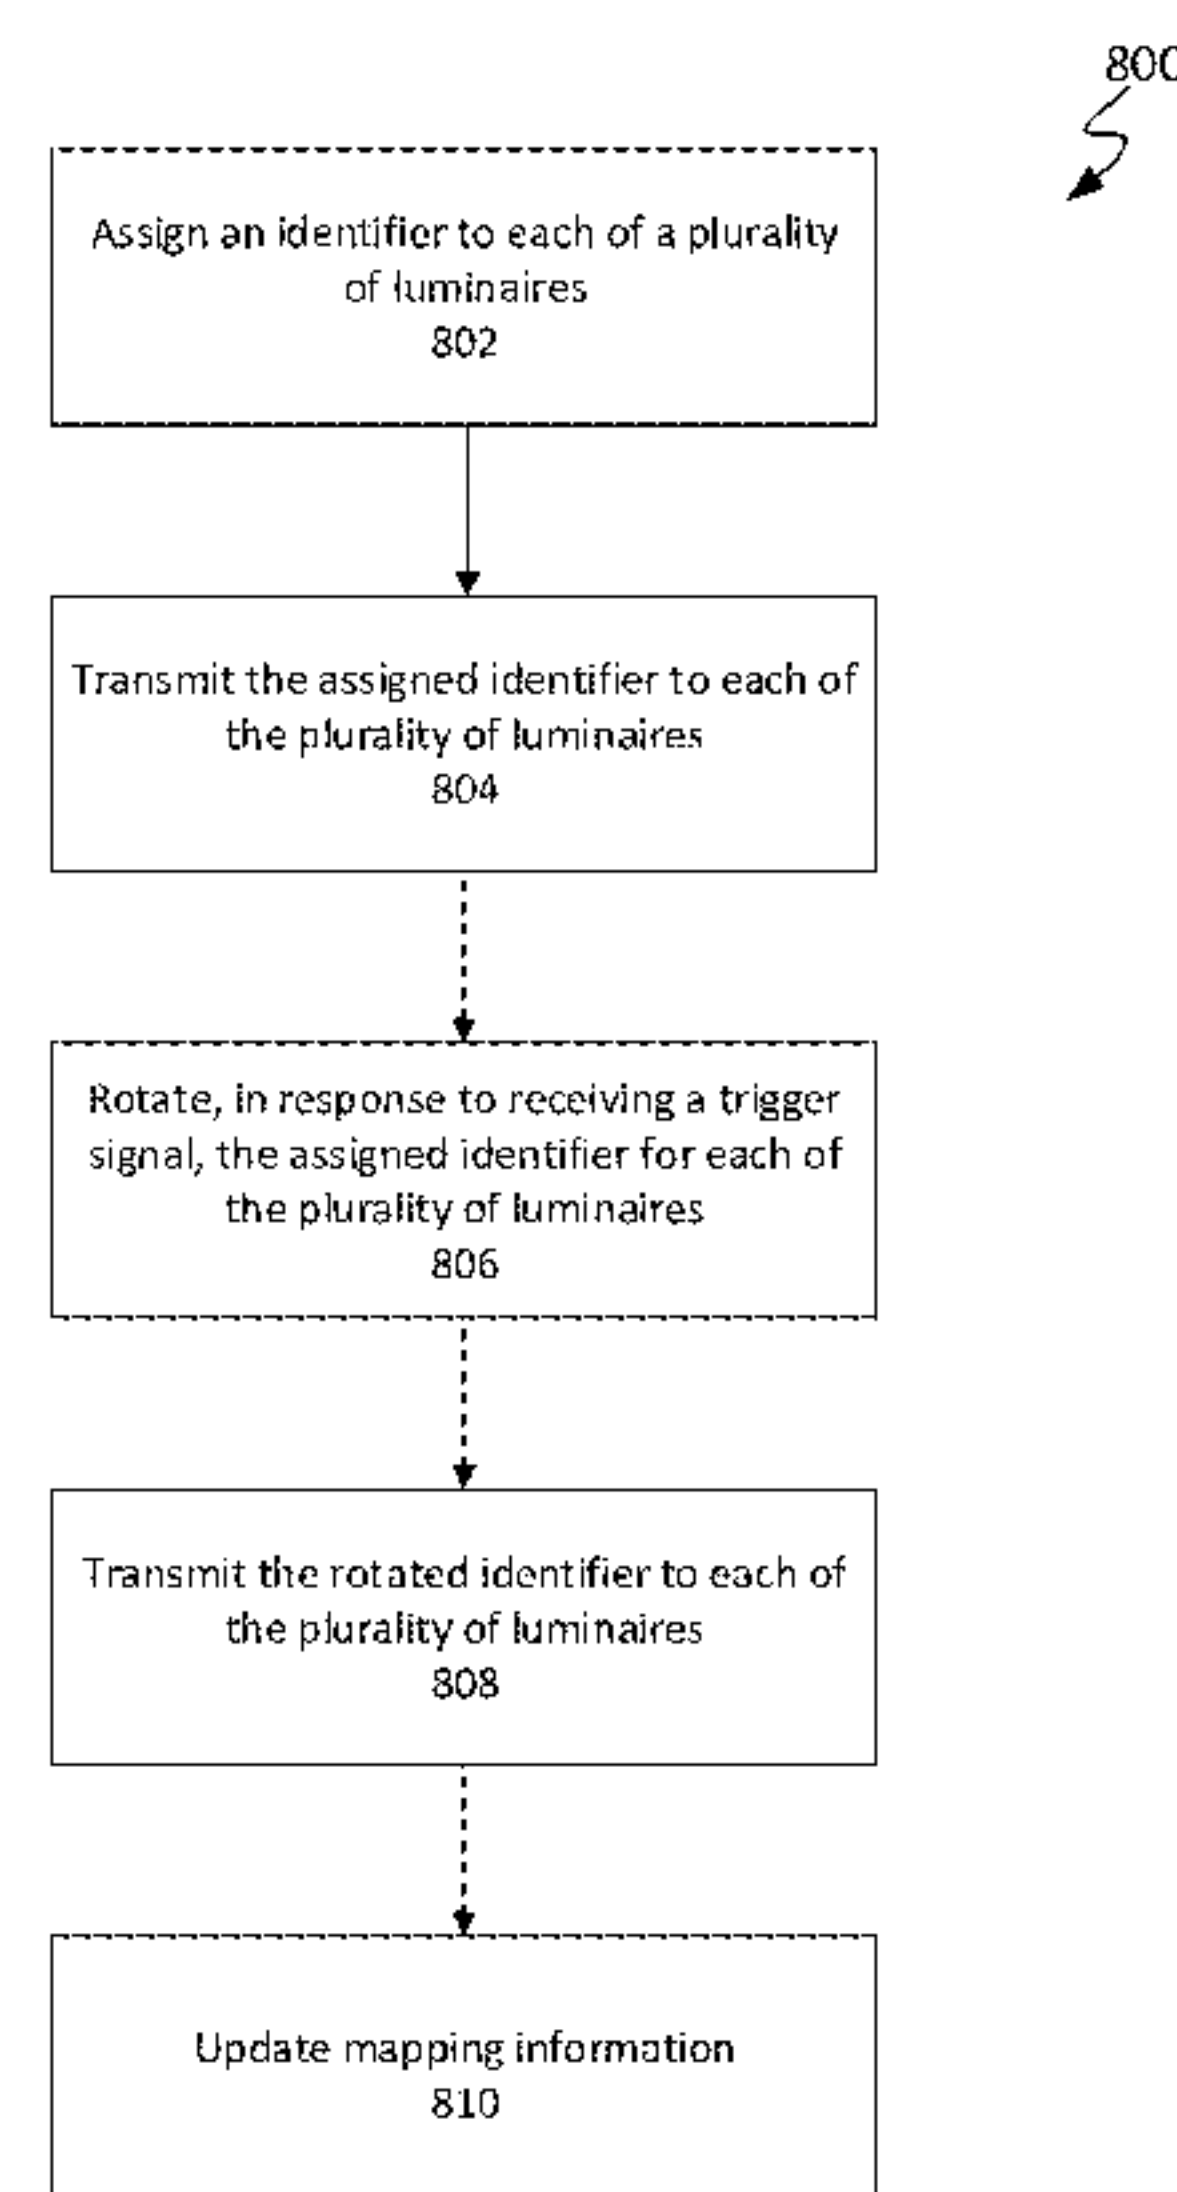 800
Assign an identifier to each of a plurality
of luminaires
802
Transmit the assigned identifier to each of
the plurality of luminaires
804
Rotate, in response to receiving a trigger
signal, the assigned identifier for each of
the plurality of luminaires
806
Transmit the rotated identifier to each of
the plurality of luminaires
808
Update mapping information
810